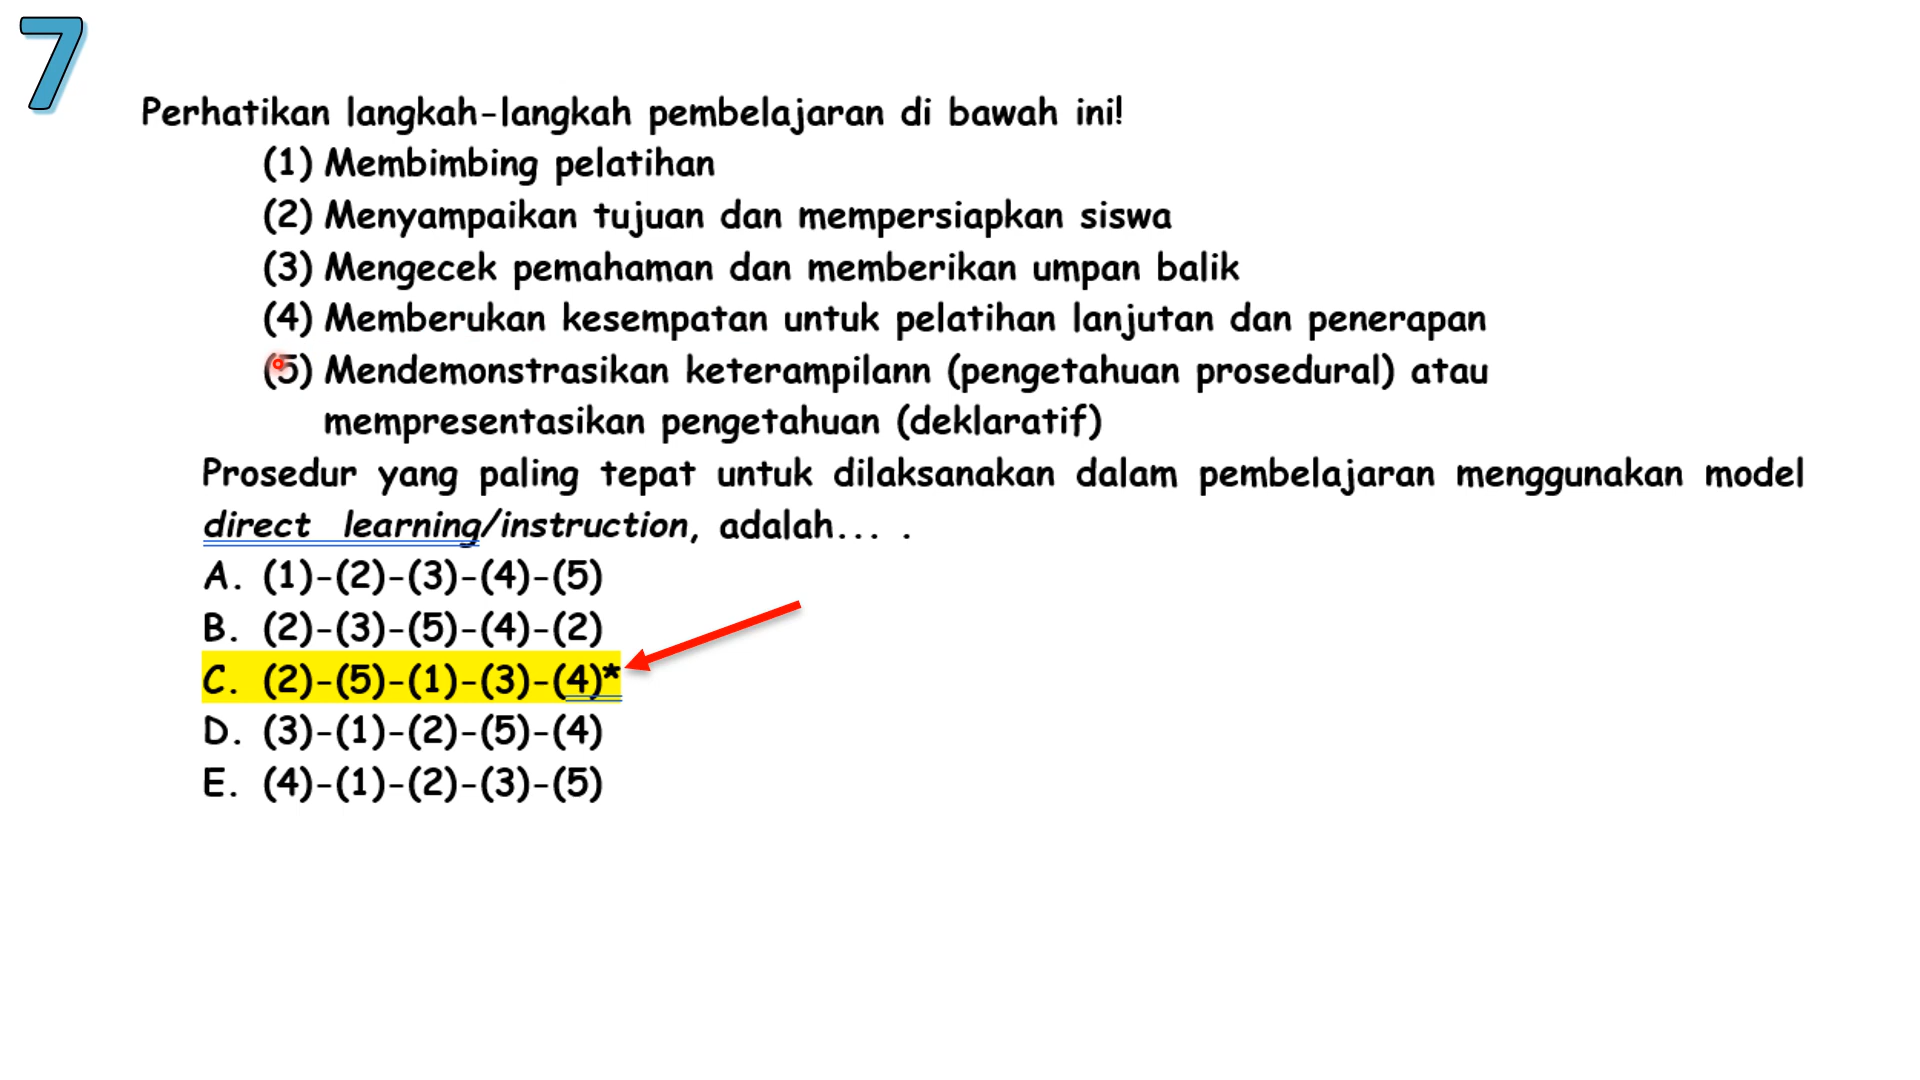 7
Perhatikan langkah-langkah pembelajaran di bawah ini!
(1) Membimbing pelatihan
(2) Menyampaikan tujuan dan mempersiapkan siswa
(3) Mengecek pemahaman dan memberikan umpan balik
(4) Memberukan kesempatan untuk pelatihan lanjutan dan penerapan
(5) Mendemonstrasikan keterampilann (pengetahuan prosedural) atau
mempresentasikan pengetahuan (deklaratif)
Prosedur yang paling tepat untuk dilaksanakan dalam pembelajaran menggunakan model
direct learning/instruction, adalah... .
A. (1)-(2)-(3)-(4)-(5)
B. (2)-(3)-(5)-(4)-(2)
C. (2)-(5)-(1)-(3)-(4)*
D. (3)-(1)-(2)-(5)-(4)
E. (4)-(1)-(2)-(3)-(5)